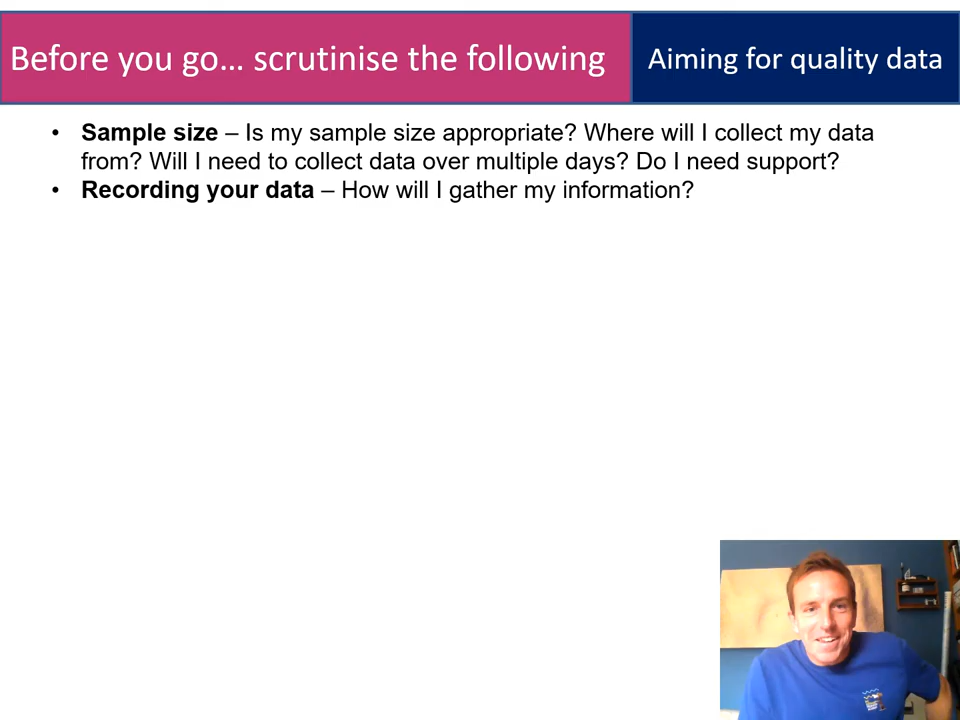 Before you go... scrutinise the following
Aiming for quality data
• Sample size – Is my sample size appropriate? Where will I collect my data
from? Will I need to collect data over multiple days? Do I need support?
• Recording your data – How will I gather my information?